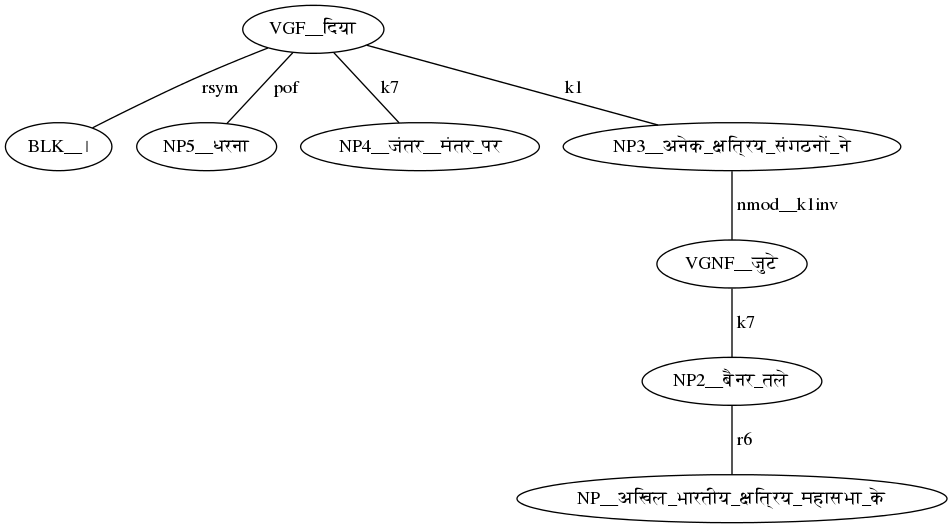 VGF__दिया
rsym
pof
k7
k1
BLK__।
NP5__धरना
NP4__जंतर__मंतर_पर
NP3__अनेक_क्षत्रिय_संगठनों_ने
nmod__k1inv
VGNF__जुटे
k7
NP2__बैनर_तले
r6
NP__अखिल_भारतीय_क्षत्रिय_महासभा_के